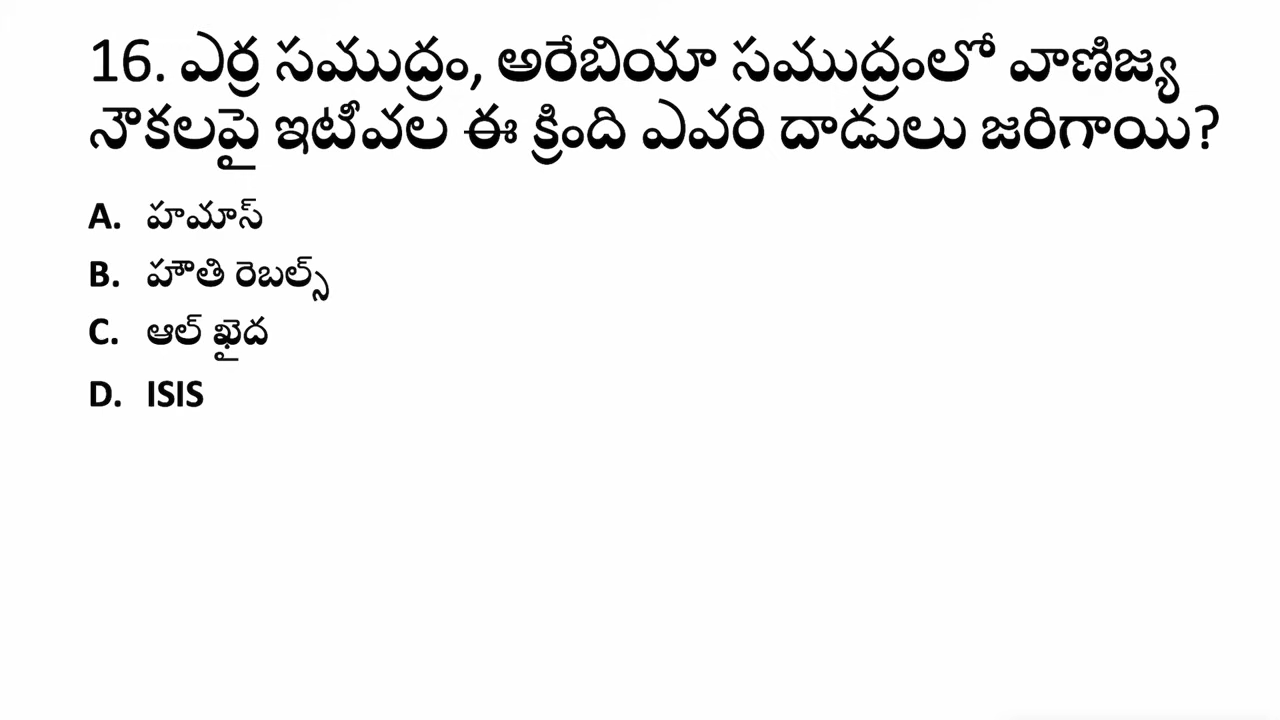 16. ఎర్ర సముద్రం, అరేబియా సముద్రంలో వాణిజ్య
నౌకలపై ఇటీవల ఈ క్రింది ఎవరి దాడులు జరిగాయి?
A. హమాస్
B. హౌతి రెబల్స్
C. ఆల్ ఖైద
D. ISIS